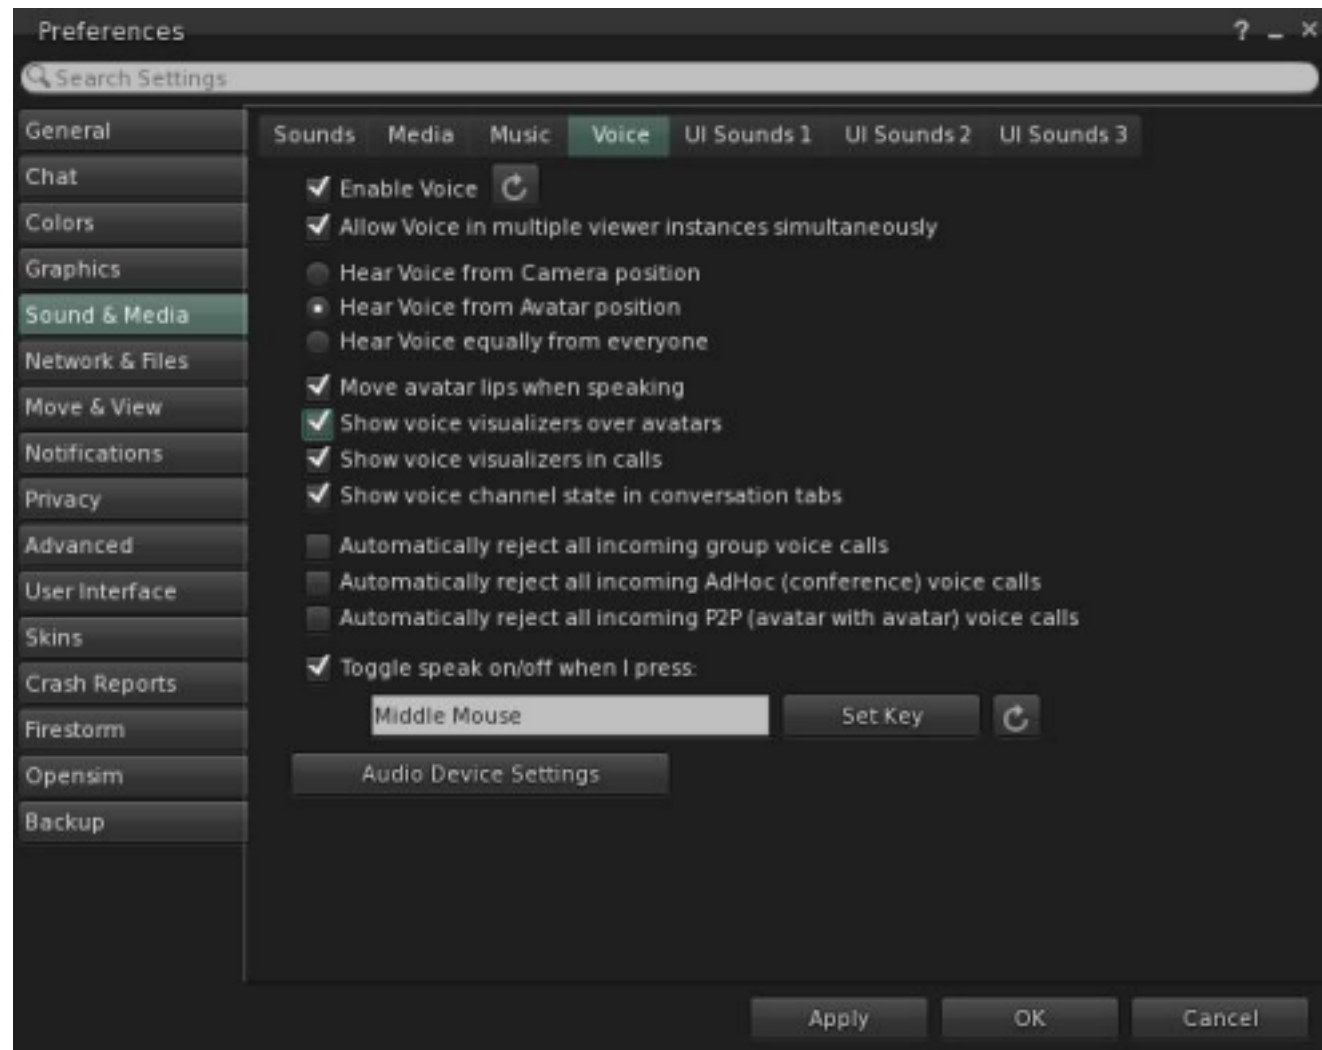 Preferences
?
Search Settings
General
Chat
Colors
Graphics
Sound & Media
Network & Files
Move & View
Notifications
Privacy
Advanced
User Interface
Skins
Crash Reports
Firestorm
Opensim
Backup
Sounds Media Music Voice UI Sounds 1 UI Sounds 2 UI Sounds 3
Enable Voice
Allow Voice in multiple viewer instances simultaneously
Hear Voice from Camera position
Hear Voice from Avatar position
Hear Voice equally from everyone
Move avatar lips when speaking
Show voice visualizers over avatars
Show voice visualizers in calls
Show voice channel state in conversation tabs
Automatically reject all incoming group voice calls
Automatically reject all incoming AdHoc (conference) voice calls
Automatically reject all incoming P2P (avatar with avatar) voice calls
Toggle speak on/off when I press:
Middle Mouse Set Key
Audio Device Settings
Apply OK Cancel